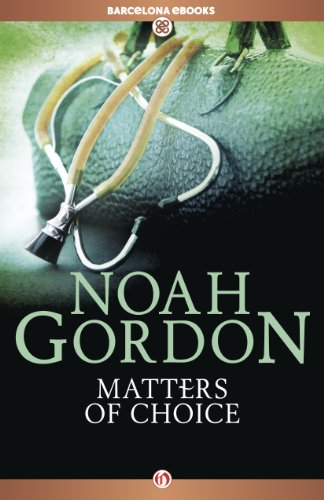 BARCELONA EBOOKS
NOAH
GORDON
MATTERS
OF CHOICE